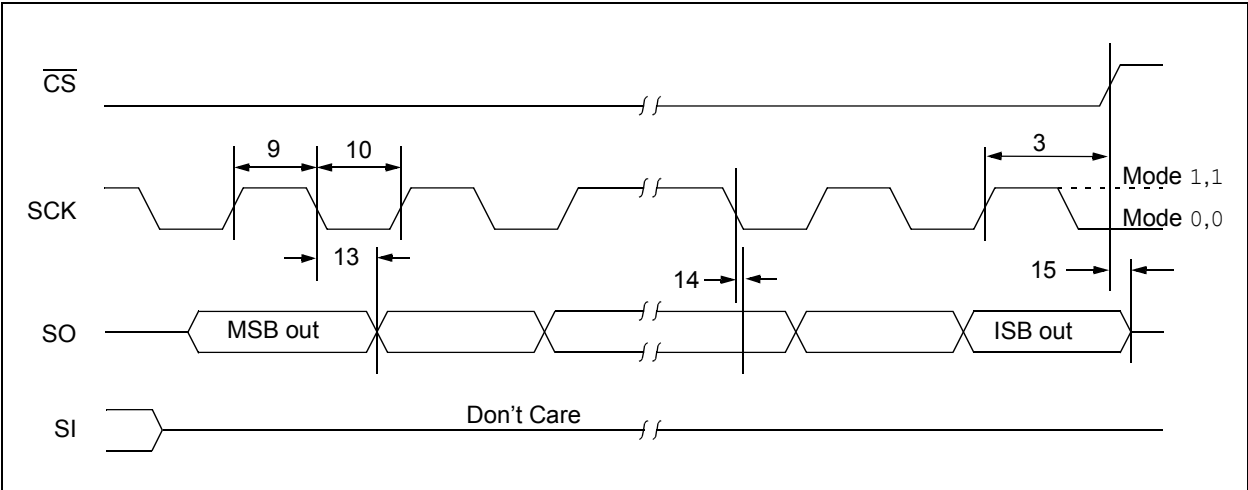 CS
9
10
3
Mode 1,1
SCK
Mode 0,0
13
14
15
SO
MSB out
ISB out
SI
Don't Care